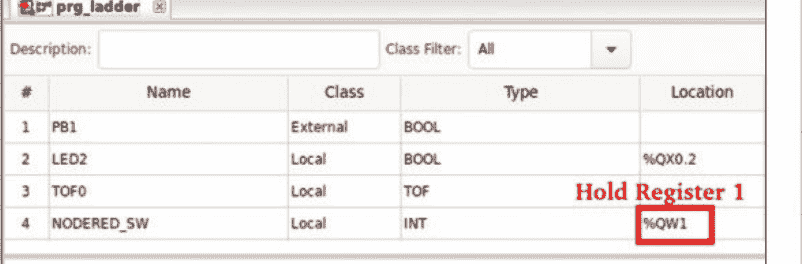 prg_ladder
Description: Class Filter: All
# Name Class Type Location
1 PB1 External BOOL
2 LED2 Local BOOL %QX0.2
3 TOF0 Local TOF
Hold Register 1
4 NODERED_SW Local INT %QW1